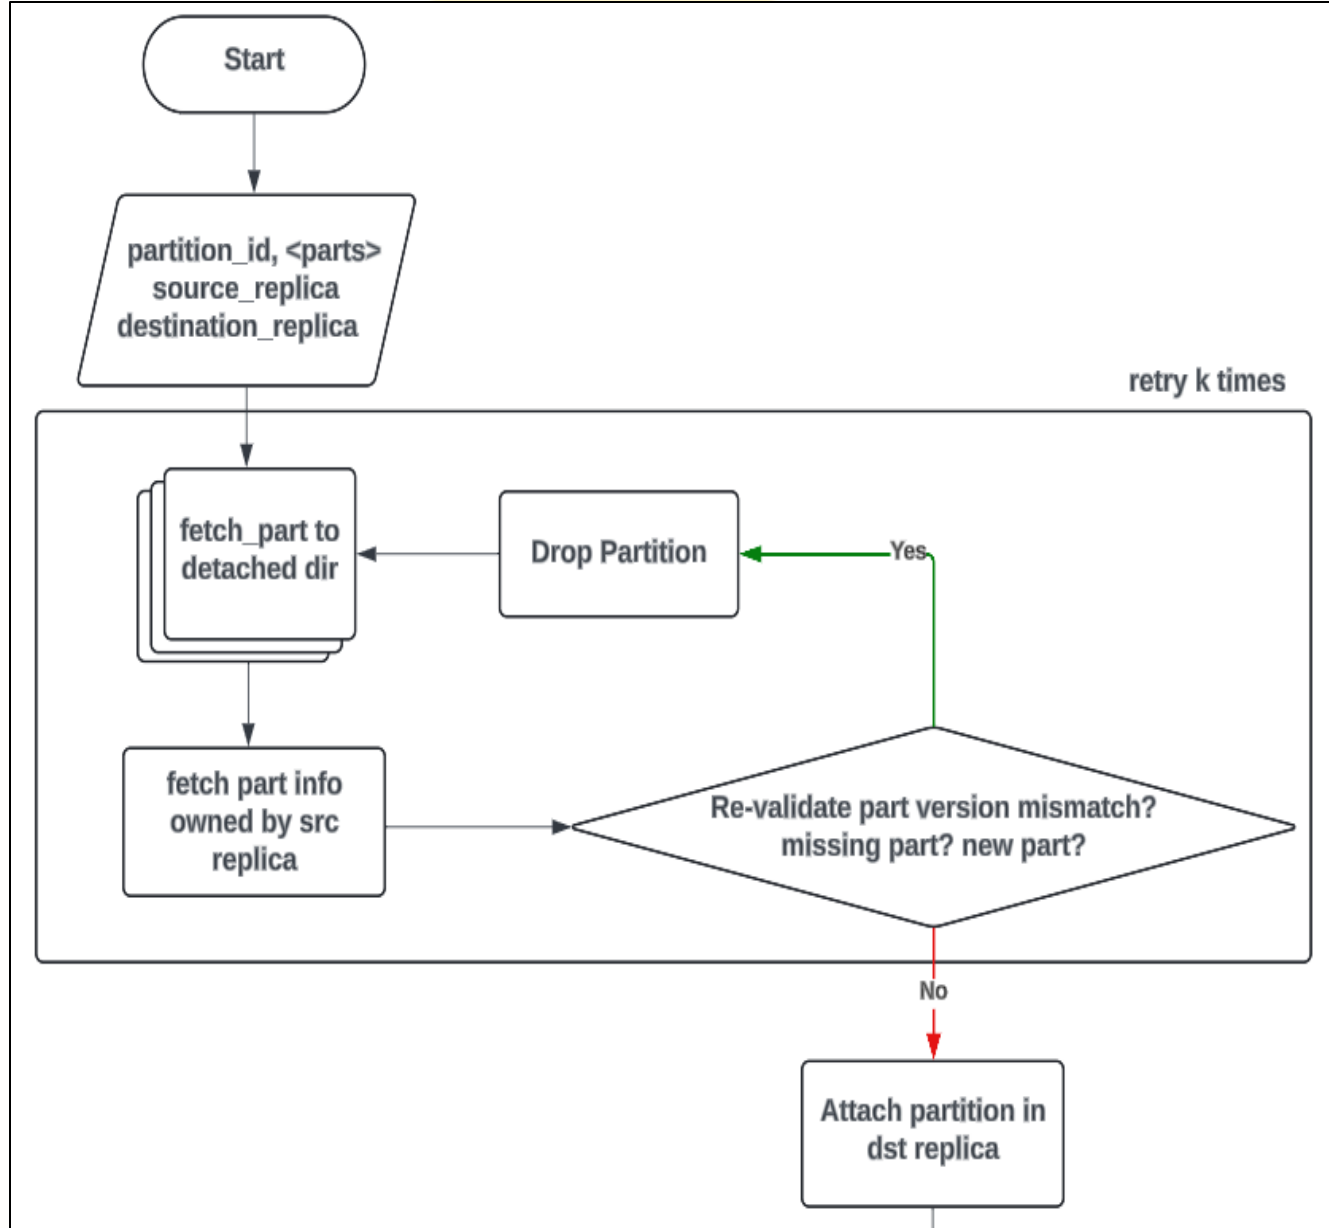 Start
partition_id, <parts>
source_replica
destination_replica
retry k times
fetch_part to
detached dir
Drop Partition
Yes
fetch part info
owned by src
replica
Re-validate part version mismatch?
missing part? new part?
No
Attach partition in
dst replica